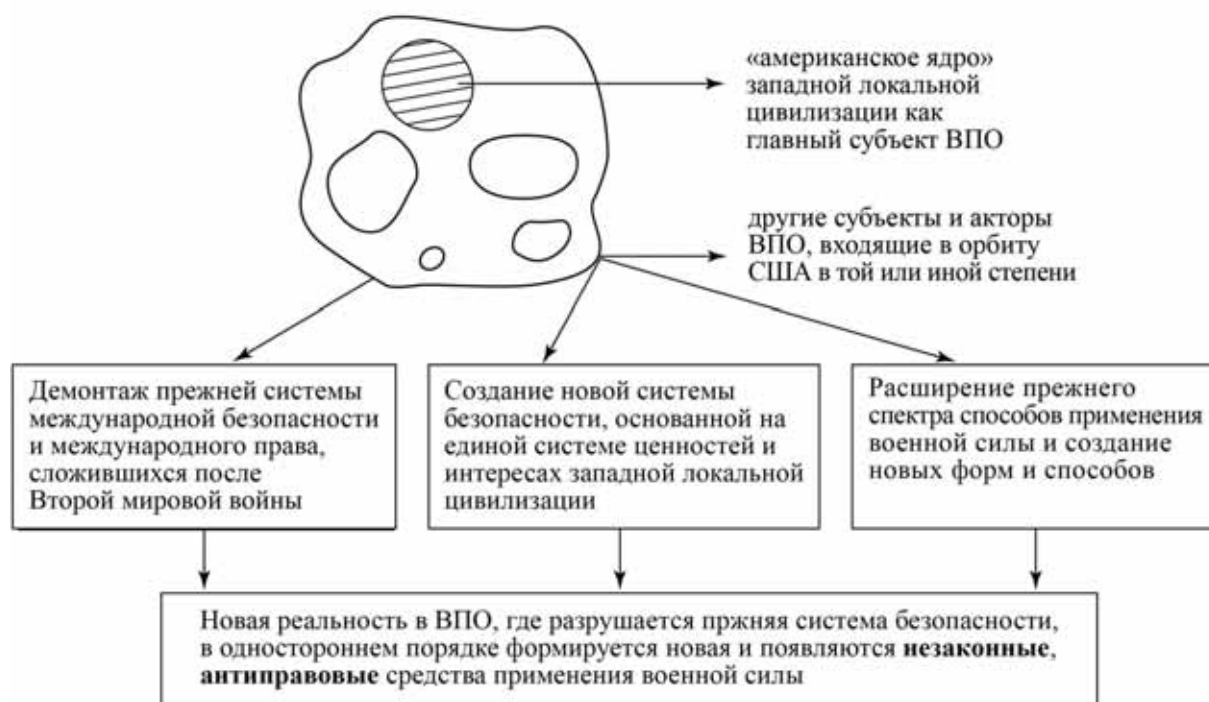 «американское ядро»
западной локальной
цивилизации как
главный субъект ВПО
другие субъекты и акторы
ВПО, входящие в орбиту
США в той или иной степени
Демонтаж прежней системы
международной безопасности
и международного права,
сложившихся после
Второй мировой войны
Создание новой системы
безопасности, основанной на
единой системе ценностей и
интересах западной локальной
цивилизации
Расширение прежнего
спектра способов применения
военной силы и создание
новых форм и способов
Новая реальность в ВПО, где разрушается пржняя система безопасности,
в одностороннем порядке формируется новая и появляются незаконные,
антиправовые средства применения военной силы